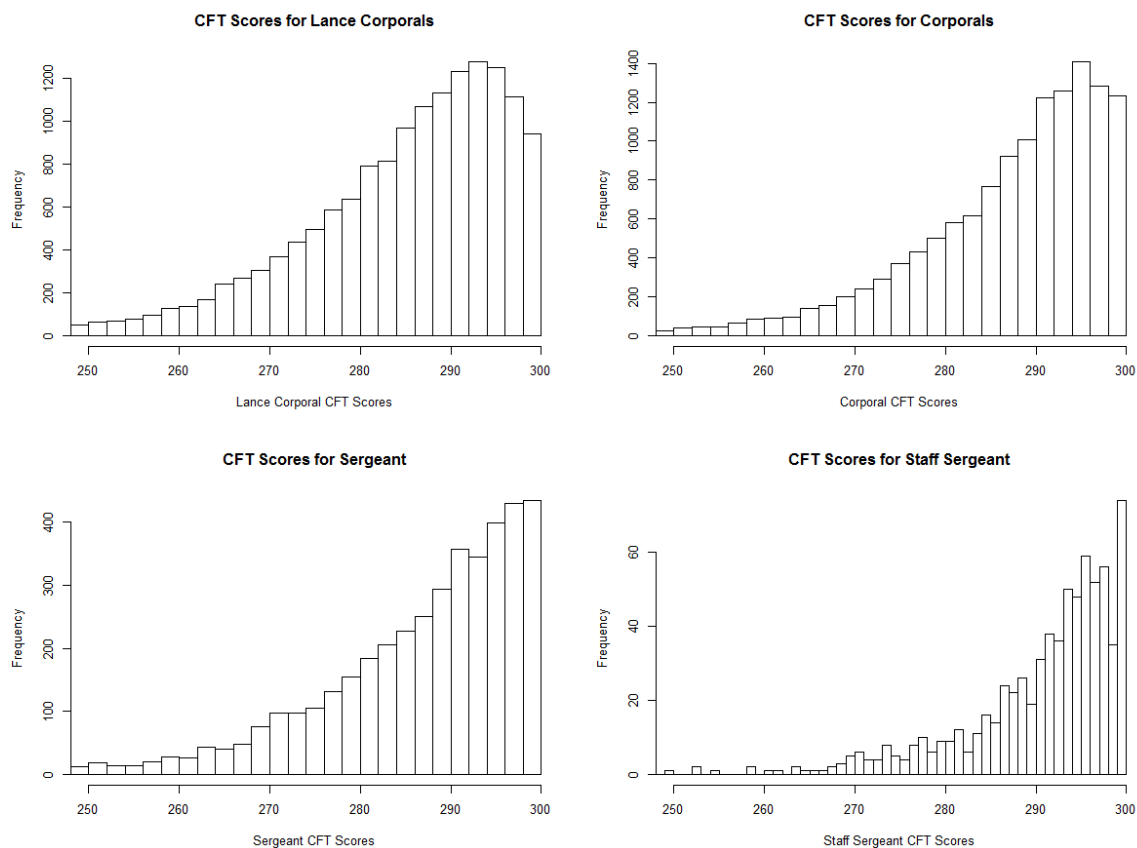 CFT Scores for Lance Corporals
Frequency
0 200 400 600 800 1000 1200
250 260 270 280 290 300
Lance Corporal CFT Scores
CFT Scores for Corporals
Frequency
0 200 400 600 800 1000 1200 1400
250 260 270 280 290 300
Corporal CFT Scores
CFT Scores for Sergeant
Frequency
0 100 200 300 400
250 260 270 280 290 300
Sergeant CFT Scores
CFT Scores for Staff Sergeant
Frequency
0 20 40 60
250 260 270 280 290 300
Staff Sergeant CFT Scores